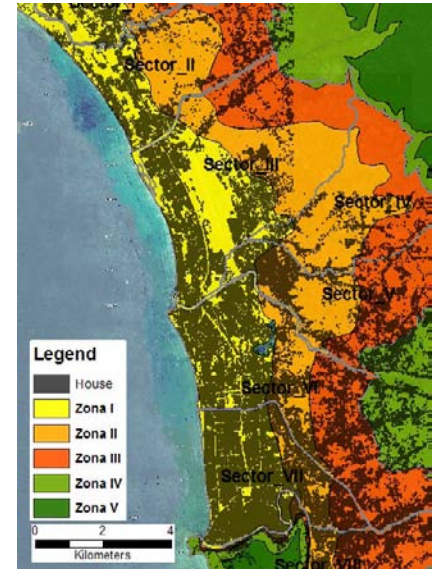 Sector_II
Sector_III
Sector_IV
Sector_V
Sector_VI
Sector_VII
Legend
House
Zona I
Zona II
Zona III
Zona IV
Zona V
0 2 4
Kilometers